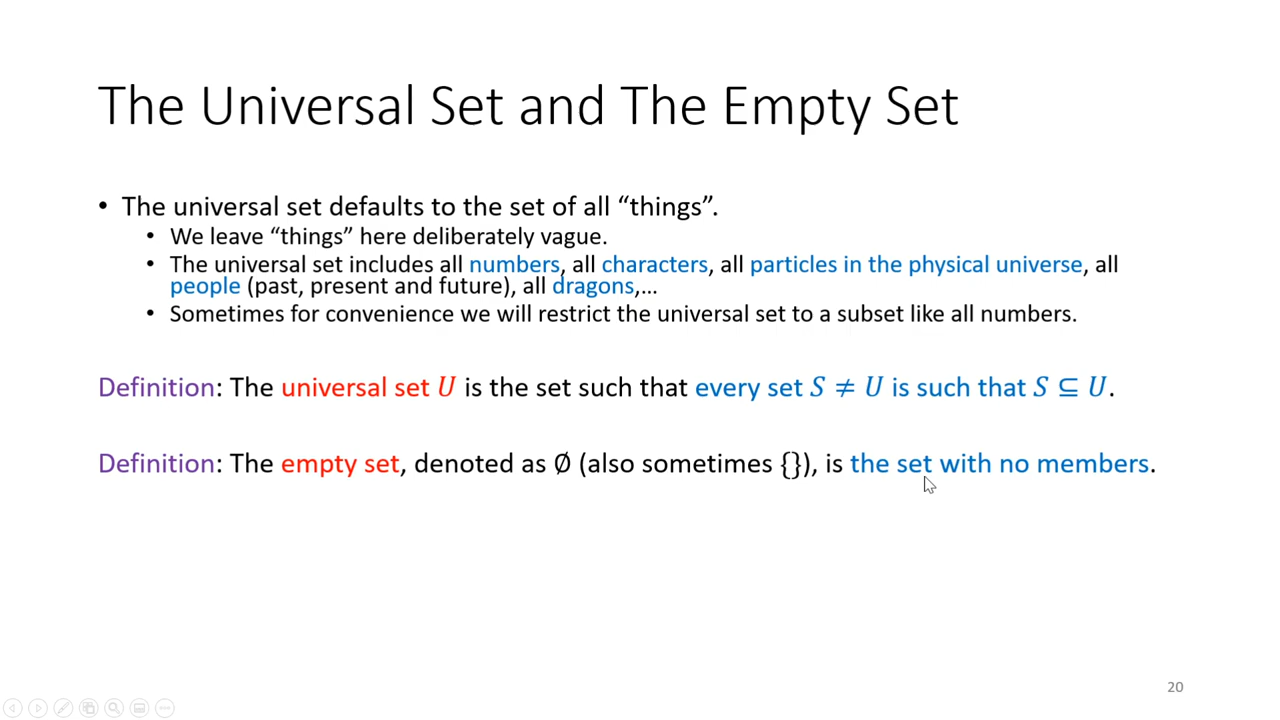 The Universal Set and The Empty Set
• The universal set defaults to the set of all “things”.
• We leave “things” here deliberately vague.
• The universal set includes all numbers, all characters, all particles in the physical universe, all
people (past, present and future), all dragons,...
• Sometimes for convenience we will restrict the universal set to a subset like all numbers.
Definition: The universal set U is the set such that every set S ≠ U is such that S ⊆ U.
Definition: The empty set, denoted as ∅ (also sometimes {}), is the set with no members.
20